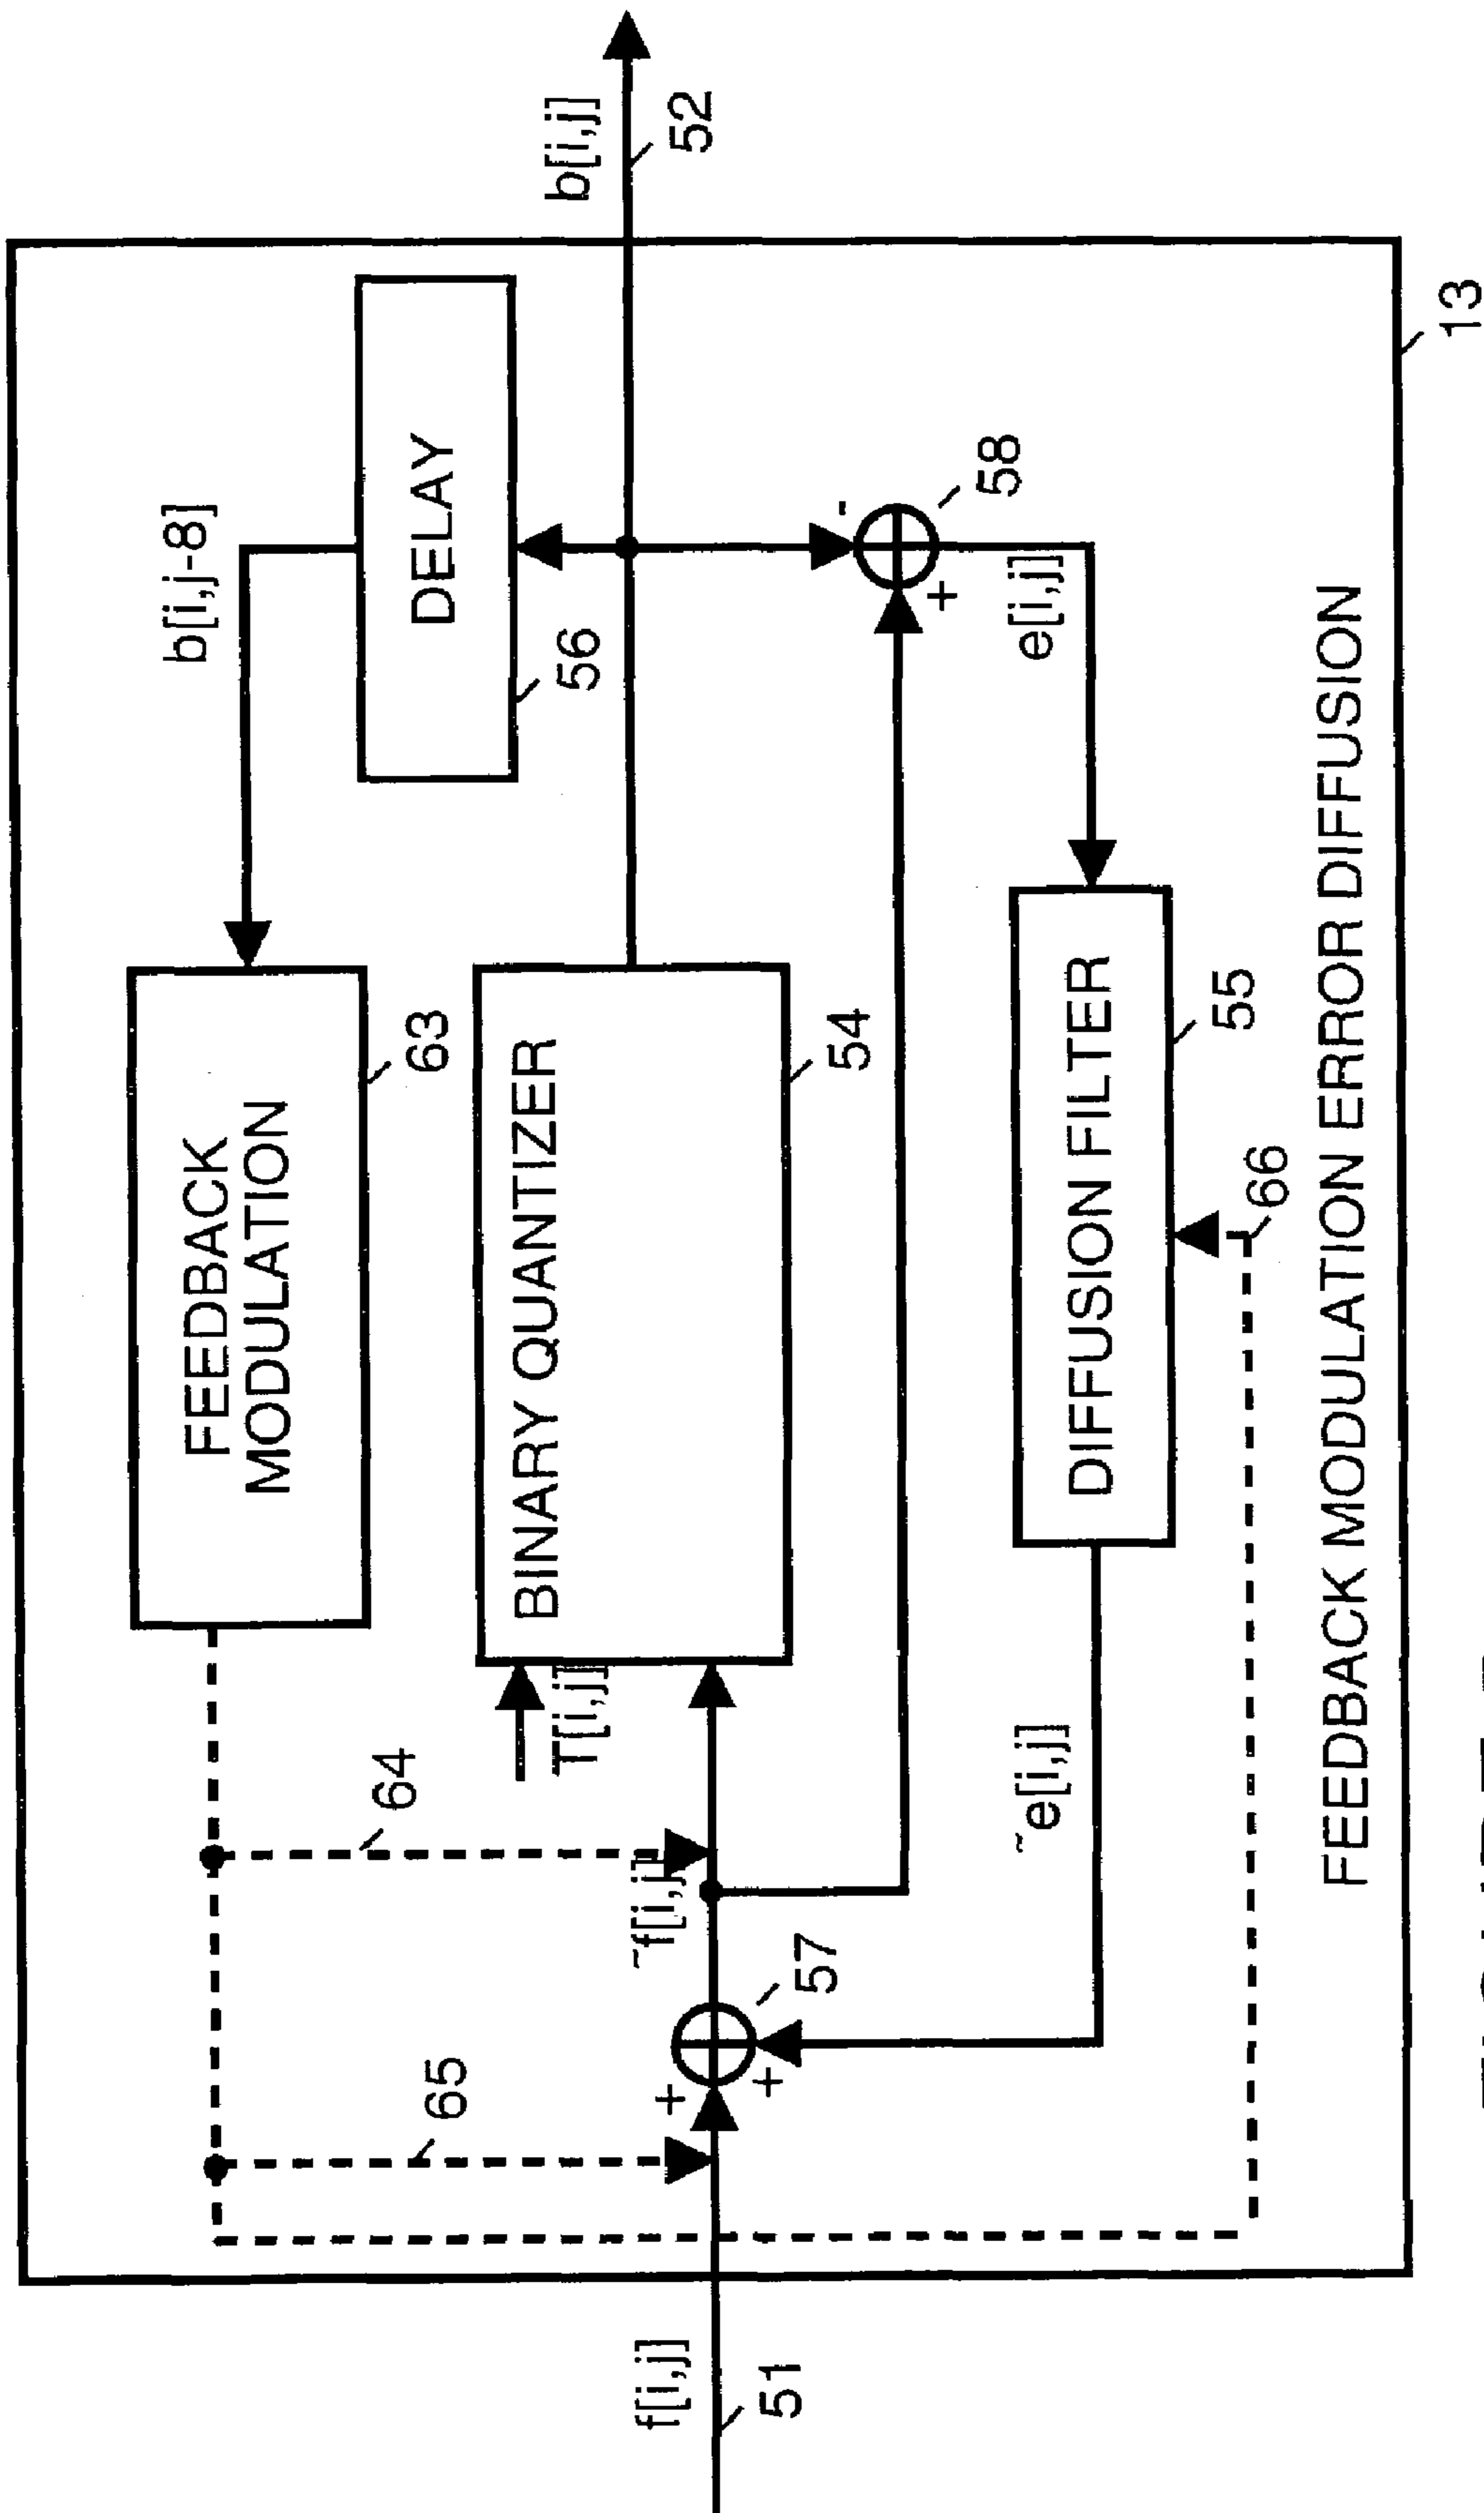 b[i,j-8]
FEEDBACK
MODULATION
63
DELAY
56
b[i,j]
52
65
64
T[i,j]
BINARY QUANTIZER
54
f[i,j]
51
+
+
57
~f[i,j]
-
+
58
~e[i,j]
e[i,j]
DIFFUSION FILTER
55
66
FEEDBACK MODULATION ERROR DIFFUSION
13